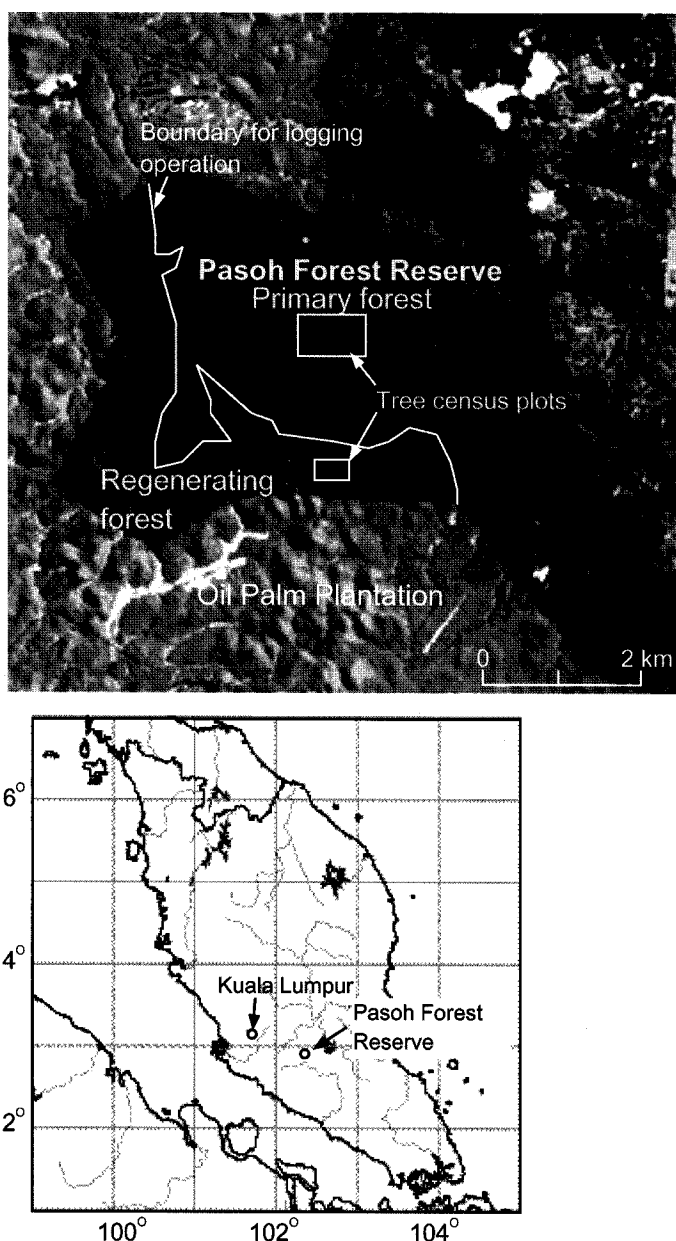 Boundary for logging
operation
Pasoh Forest Reserve
Primary forest
Tree census plots
Regenerating
forest
Oil Palm Plantation
0 2 km
6°
4°
Kuala Lumpur
Pasoh Forest
Reserve
2°
100° 102° 104°